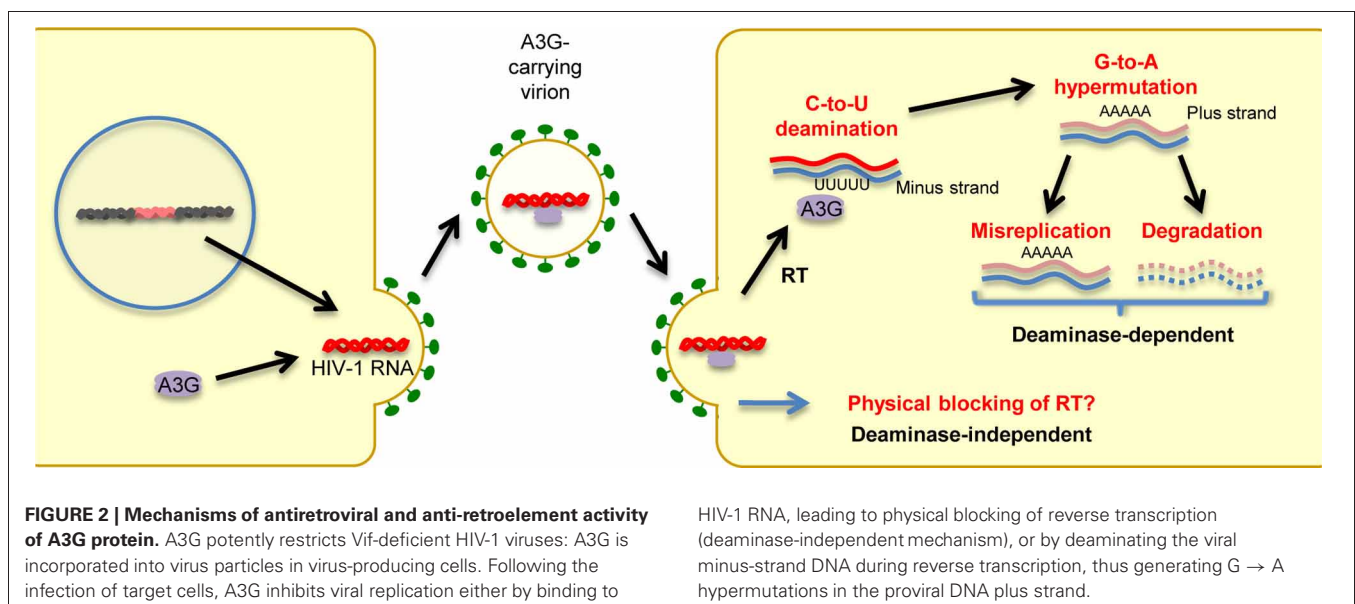 A3G-
carrying
virion
HIV-1 RNA
A3G
C-to-U
deamination
UUUUU
Minus strand
A3G
RT
G-to-A
hypermutation
AAAAA
Plus strand
Misreplication
AAAAA
Degradation
Deaminase-dependent
Physical blocking of RT?
Deaminase-independent
FIGURE 2 | Mechanisms of antiretroviral and anti-retroelement activity
of A3G protein. A3G potently restricts Vif-deficient HIV-1 viruses: A3G is
incorporated into virus particles in virus-producing cells. Following the
infection of target cells, A3G inhibits viral replication either by binding to
HIV-1 RNA, leading to physical blocking of reverse transcription
(deaminase-independent mechanism), or by deaminating the viral
minus-strand DNA during reverse transcription, thus generating G → A
hypermutations in the proviral DNA plus strand.